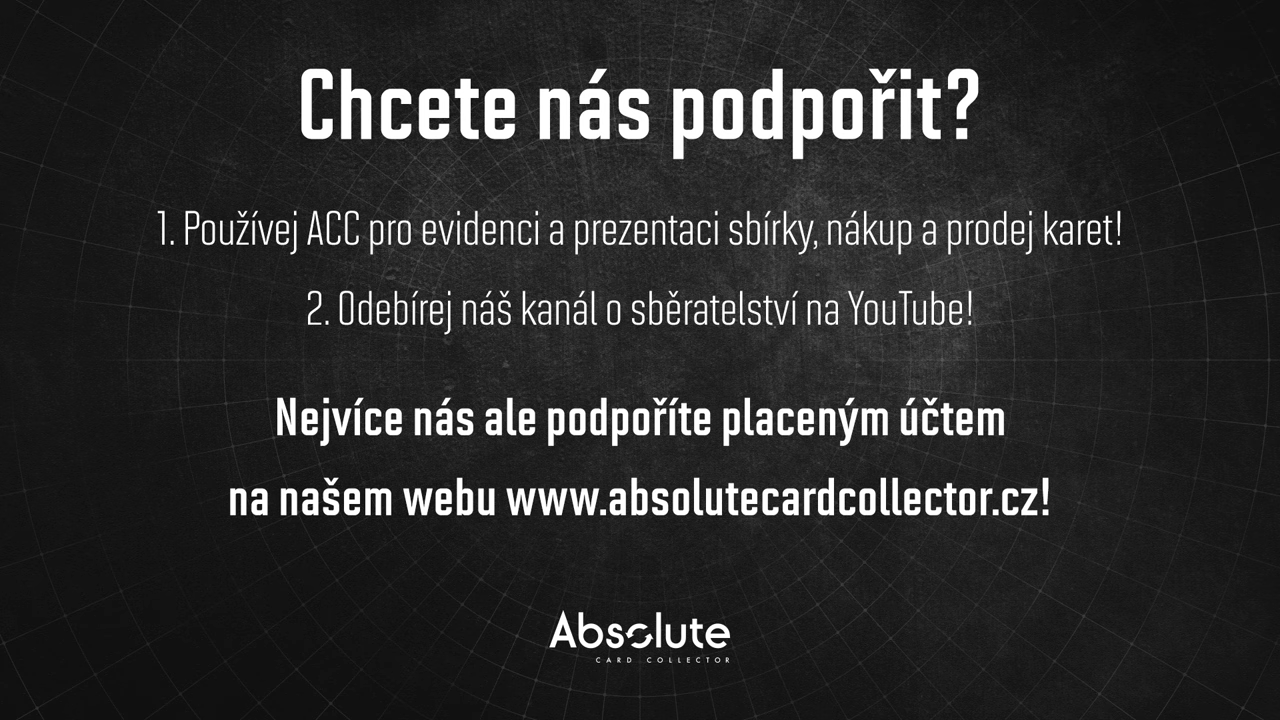 Chcete nás podpořit?
1. Používej ACC pro evidenci a prezentaci sbírky, nákup a prodej karet!
2. Odebírej náš kanál o sběratelství na YouTube!
Nejvíce nás ale podpoříte placeným účtem
na našem webu www.absolutecardcollector.cz!
Absolute
CARD COLLECTOR